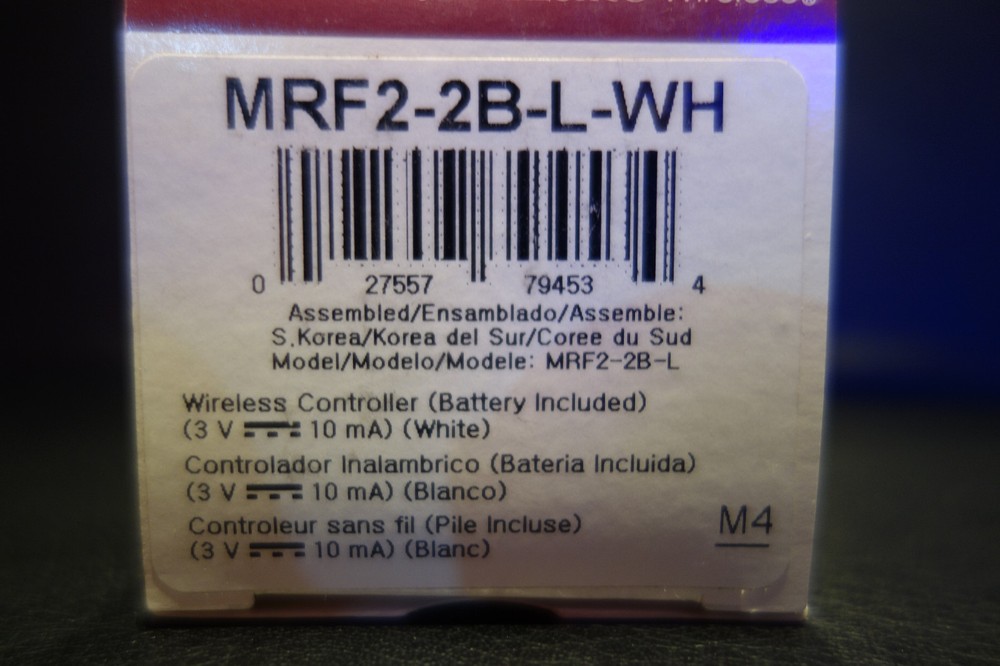 MRF2-2B-L-WH
0 27557 79453 4
Assembled/Ensamblado/Assemble:
S.Korea/Korea del Sur/Coree du Sud
Model/Modelo/Modele: MRF2-2B-L
Wireless Controller (Battery Included)
(3 V ⎓ 10 mA) (White)
Controlador Inalambrico (Bateria Incluida)
(3 V ⎓ 10 mA) (Blanco)
Controleur sans fil (Pile Incluse)
(3 V ⎓ 10 mA) (Blanc)
M4